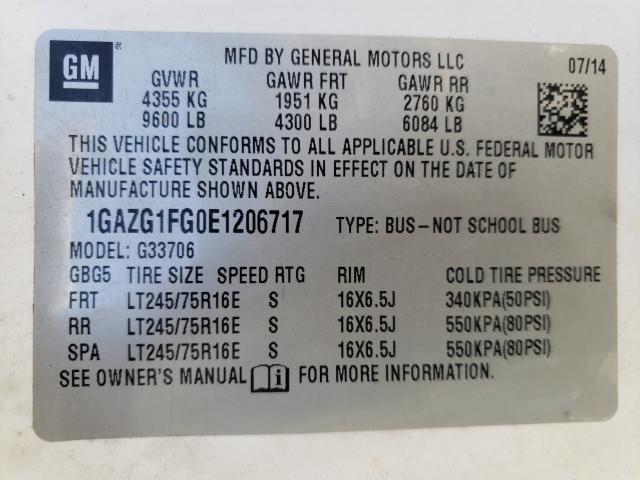 GM ®
MFD BY GENERAL MOTORS LLC
07/14
GVWR GAWR FRT GAWR RR
4355 KG 1951 KG 2760 KG
9600 LB 4300 LB 6084 LB
THIS VEHICLE CONFORMS TO ALL APPLICABLE U.S. FEDERAL MOTOR
VEHICLE SAFETY STANDARDS IN EFFECT ON THE DATE OF
MANUFACTURE SHOWN ABOVE.
1GAZG1FG0E1206717 TYPE: BUS-NOT SCHOOL BUS
MODEL: G33706
GBG5 TIRE SIZE SPEED RTG RIM COLD TIRE PRESSURE
FRT LT245/75R16E S 16X6.5J 340KPA(50PSI)
RR LT245/75R16E S 16X6.5J 550KPA(80PSI)
SPA LT245/75R16E S 16X6.5J 550KPA(80PSI)
SEE OWNER'S MANUAL FOR MORE INFORMATION.